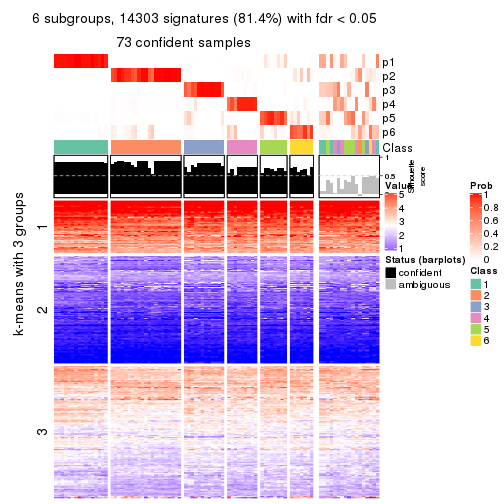 6 subgroups, 14303 signatures (81.4%) with fdr < 0.05
73 confident samples
p1
p2
p3
p4
p5
p6
Class
1
0.5
0
Silhouette
score
k-means with 3 groups
1
2
3
Value
5
4
3
2
1
Status (barplots)
confident
ambiguous
Prob
1
0.8
0.6
0.4
0.2
0
Class
1
2
3
4
5
6